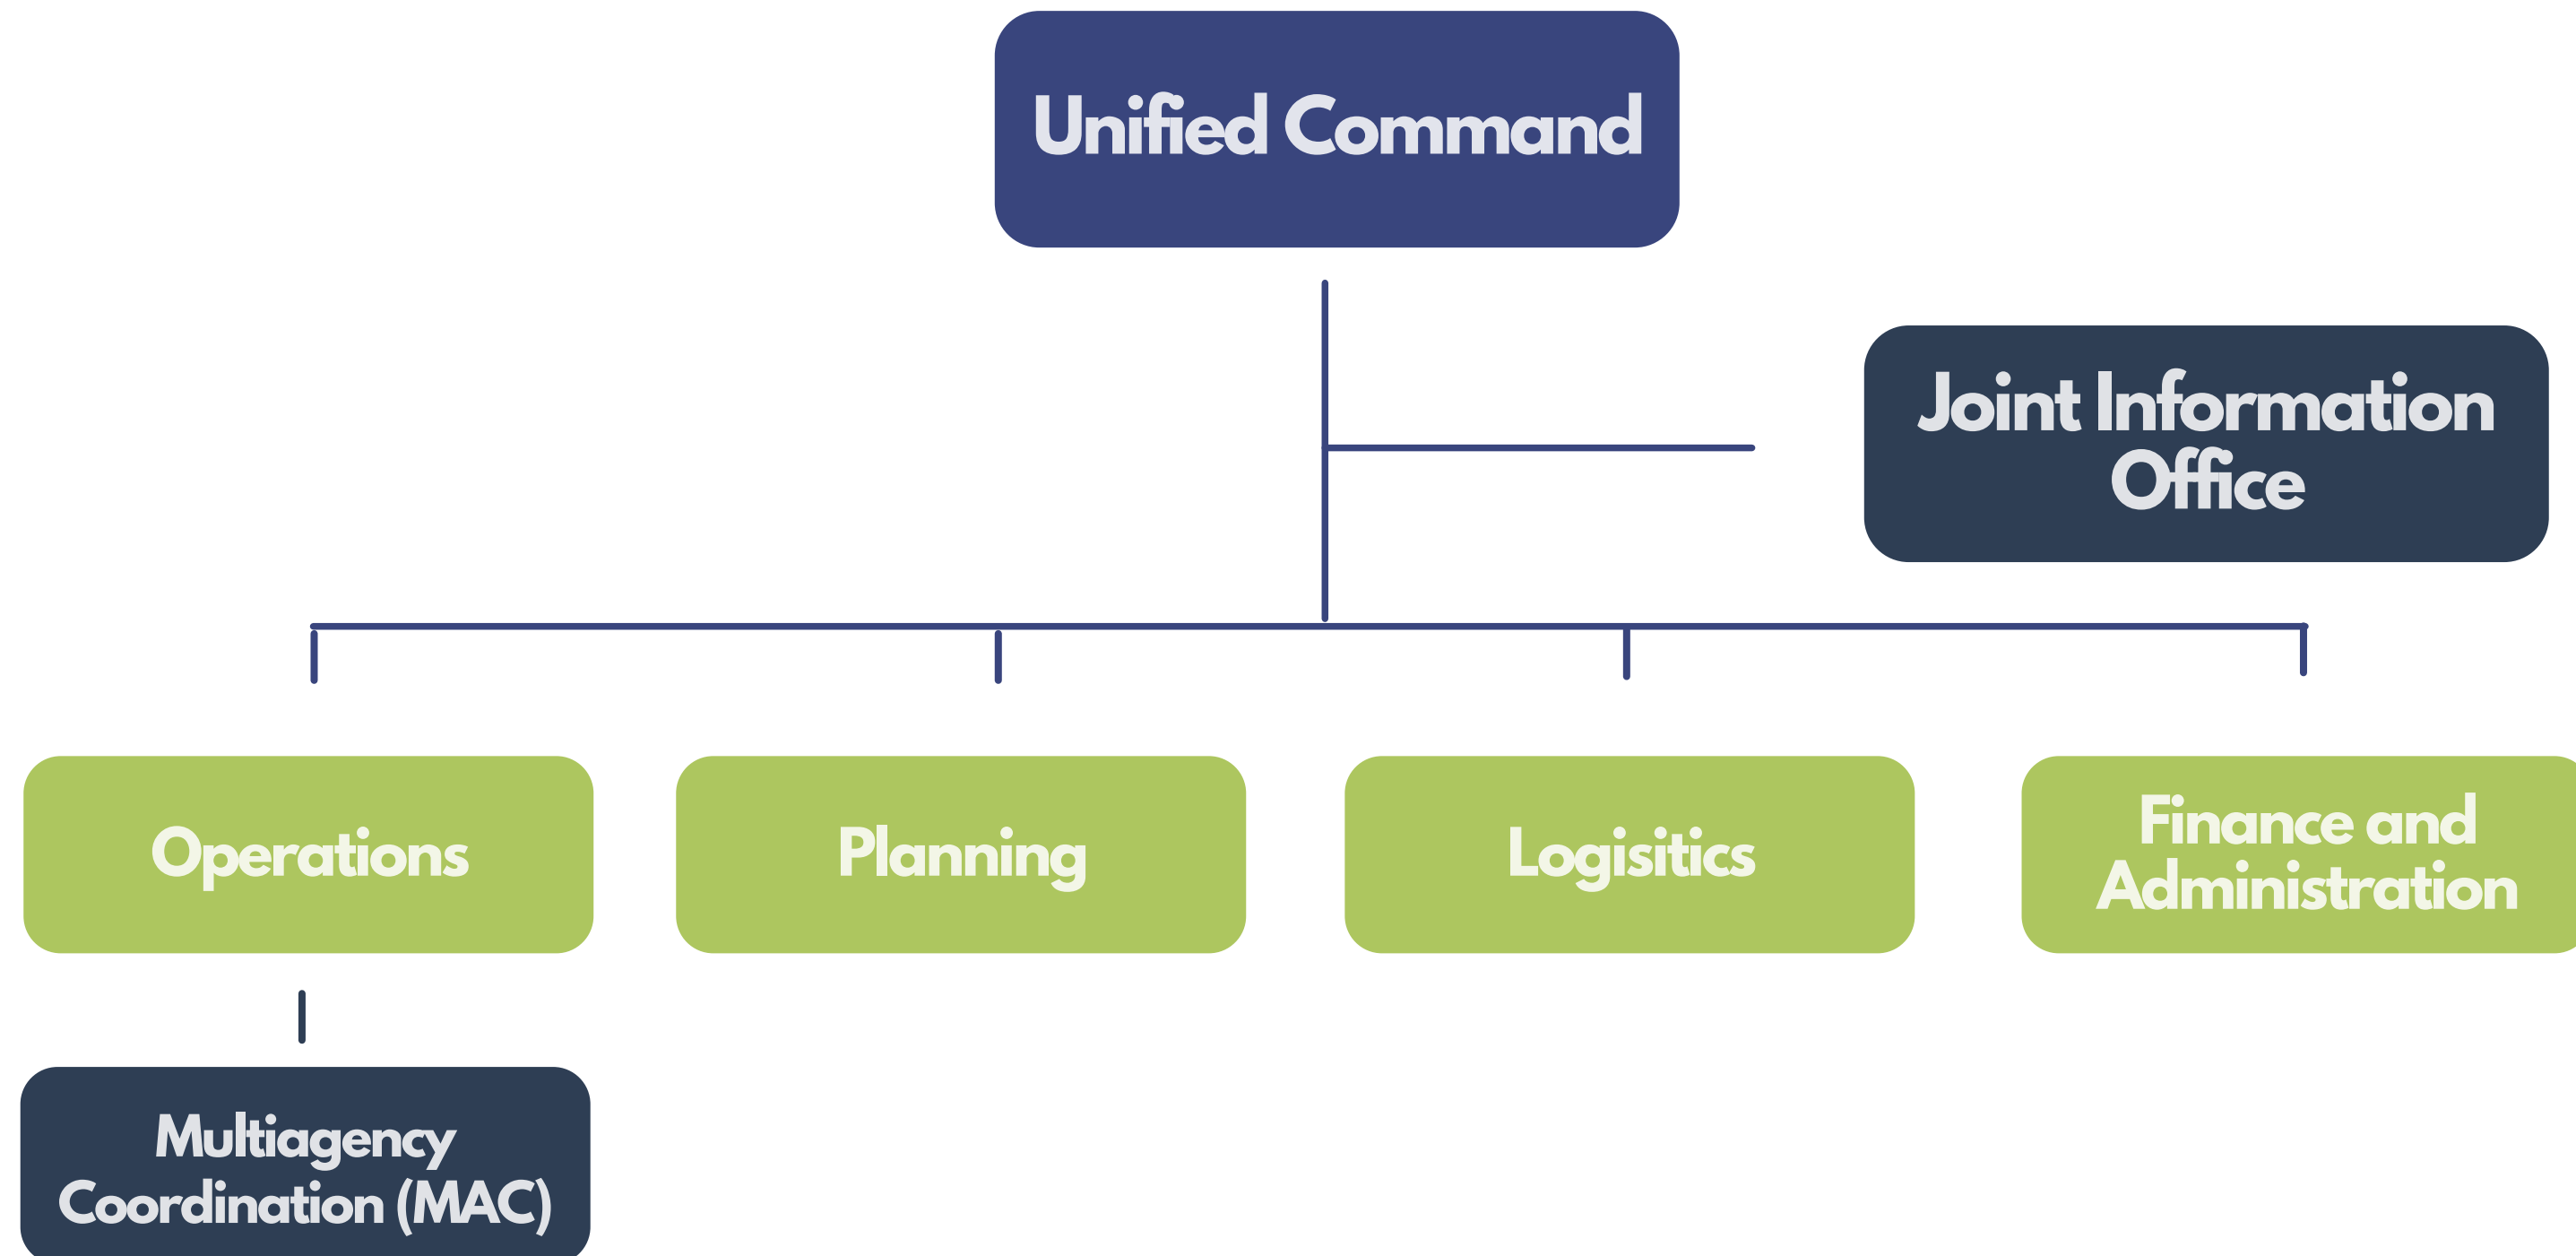 Unified Command
Joint Information
Office
Operations
Planning
Logisitics
Finance and
Administration
Multiagency
Coordination (MAC)